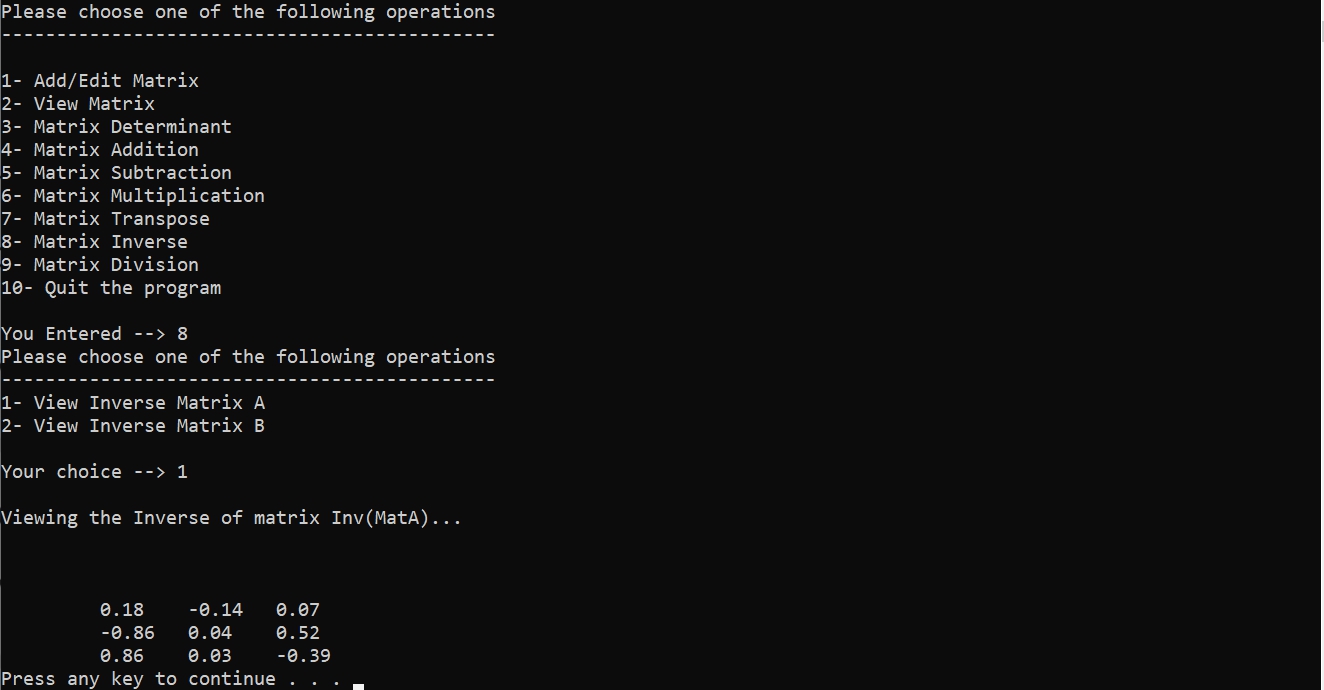 Please choose one of the following operations
---------------------------------------------
1- Add/Edit Matrix
2- View Matrix
3- Matrix Determinant
4- Matrix Addition
5- Matrix Subtraction
6- Matrix Multiplication
7- Matrix Transpose
8- Matrix Inverse
9- Matrix Division
10- Quit the program
You Entered --> 8
Please choose one of the following operations
---------------------------------------------
1- View Inverse Matrix A
2- View Inverse Matrix B
Your choice --> 1
Viewing the Inverse of matrix Inv(MatA)...
0.18 -0.14 0.07
-0.86 0.04 0.52
0.86 0.03 -0.39
Press any key to continue . . .